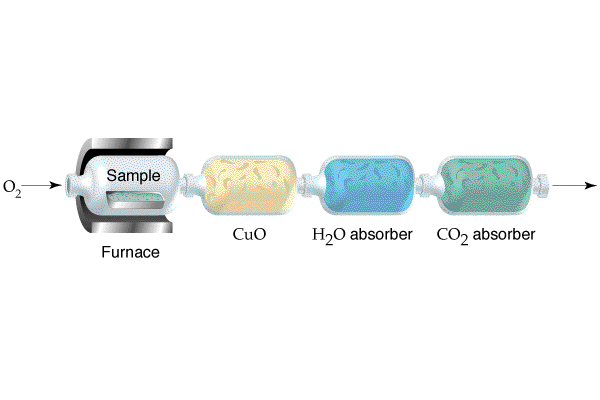 O₂
Sample
Furnace
CuO
H₂O absorber
CO₂ absorber